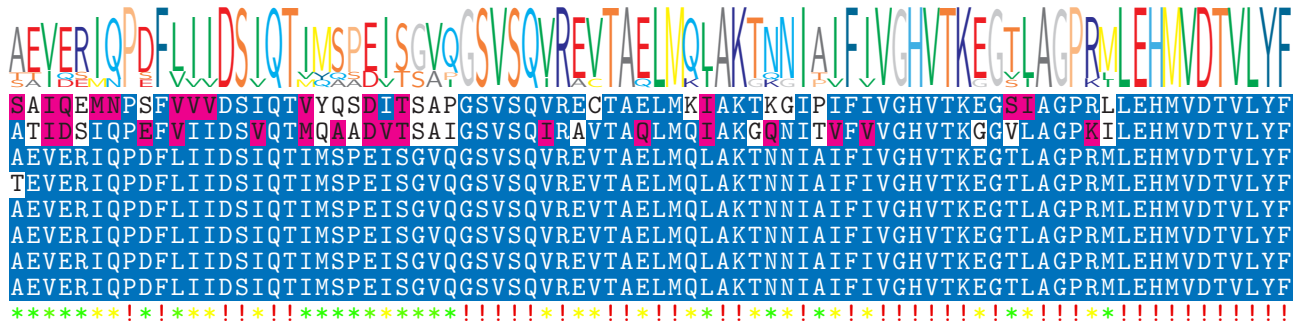 AEVERIQPDFLIIDSIQTIMSPEISGVQGSVSQVREVTAELMQLAKTNNIAIFIVGHVTKEGTLAGPRMLEHMVDTVLYF
SAIQEMNPSFVVVDSIQTVYQSDITSAPGSVSQVRECTAELMKIAKTKGIPIFIVGHVTKEGSIAGPRLLEHMVDTVLYF
ATIDSIQPEFVIIDSVQTMQAADVTSAIGSVSQIRAVTAQLMQIAKGQNITVFVVGHVTKGGVLAGPKILEHMVDTVLYF
AEVERIQPDFLIIDSIQTIMSPEISGVQGSVSQVREVTAELMQLAKTNNIAIFIVGHVTKEGTLAGPRMLEHMVDTVLYF
TEVERIQPDFLIIDSIQTIMSPEISGVQGSVSQVREVTAELMQLAKTNNIAIFIVGHVTKEGTLAGPRMLEHMVDTVLYF
AEVERIQPDFLIIDSIQTIMSPEISGVQGSVSQVREVTAELMQLAKTNNIAIFIVGHVTKEGTLAGPRMLEHMVDTVLYF
AEVERIQPDFLIIDSIQTIMSPEISGVQGSVSQVREVTAELMQLAKTNNIAIFIVGHVTKEGTLAGPRMLEHMVDTVLYF
AEVERIQPDFLIIDSIQTIMSPEISGVQGSVSQVREVTAELMQLAKTNNIAIFIVGHVTKEGTLAGPRMLEHMVDTVLYF
AEVERIQPDFLIIDSIQTIMSPEISGVQGSVSQVREVTAELMQLAKTNNIAIFIVGHVTKEGTLAGPRMLEHMVDTVLYF
*******!*!***!!*!!**********!!!!!*!**!!*!!**!!***!**!*!!!!!!*!**!!!**!!!!!!!!!!!